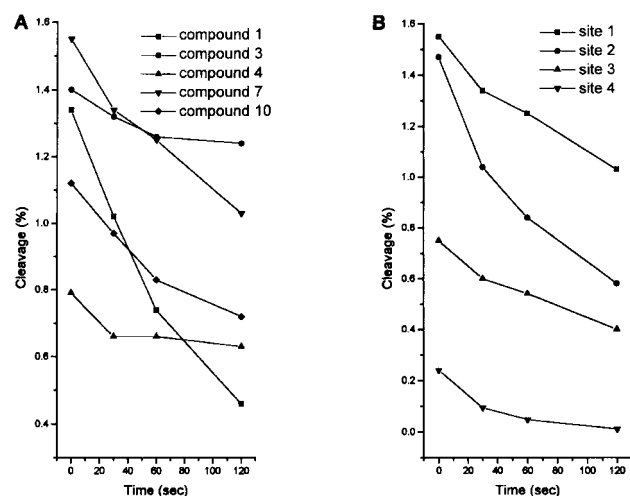 A
compound 1
compound 3
compound 4
compound 7
compound 10
Cleavage (%)
1.6
1.4
1.2
1.0
0.8
0.6
0.4
0 20 40 60 80 100 120
Time (sec)
B
site 1
site 2
site 3
site 4
Cleavage (%)
1.6
1.4
1.2
1.0
0.8
0.6
0.4
0.2
0.0
0 20 40 60 80 100 120
Time (sec)